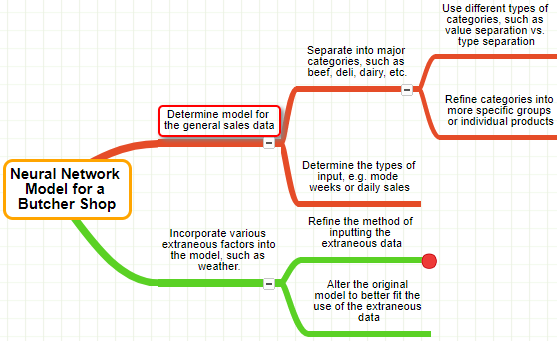 Use different types of
categories, such as
value separation vs.
type separation
Separate into major
categories, such as
beef, deli, dairy, etc.
Refine categories into
more specific groups
or individual products
Determine model for
the general sales data
Determine the types of
input, e.g. mode
weeks or daily sales
Neural Network
Model for a
Butcher Shop
Refine the method of
inputting the
extraneous data
Incorporate various
extraneous factors into
the model, such as
weather.
Alter the original
model to better fit the
use of the extraneous
data